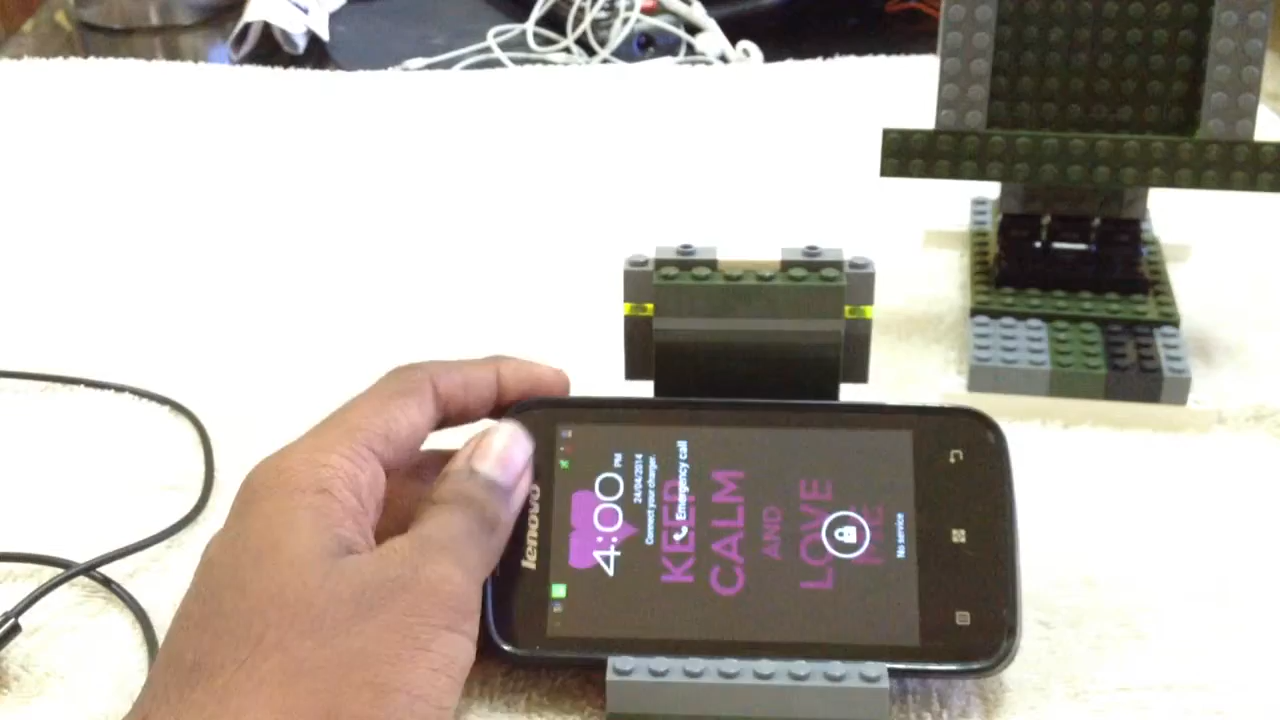 lenovo
4:00 PM
24/04/2014
Connect your charger.
Emergency call
KEEP
CALM
AND
LOVE
ME
No service